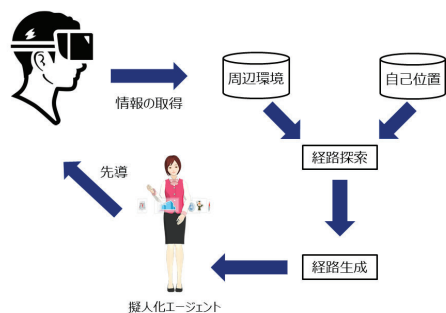 周辺環境
自己位置
情報の取得
経路探索
先導
経路生成
擬人化エージェント